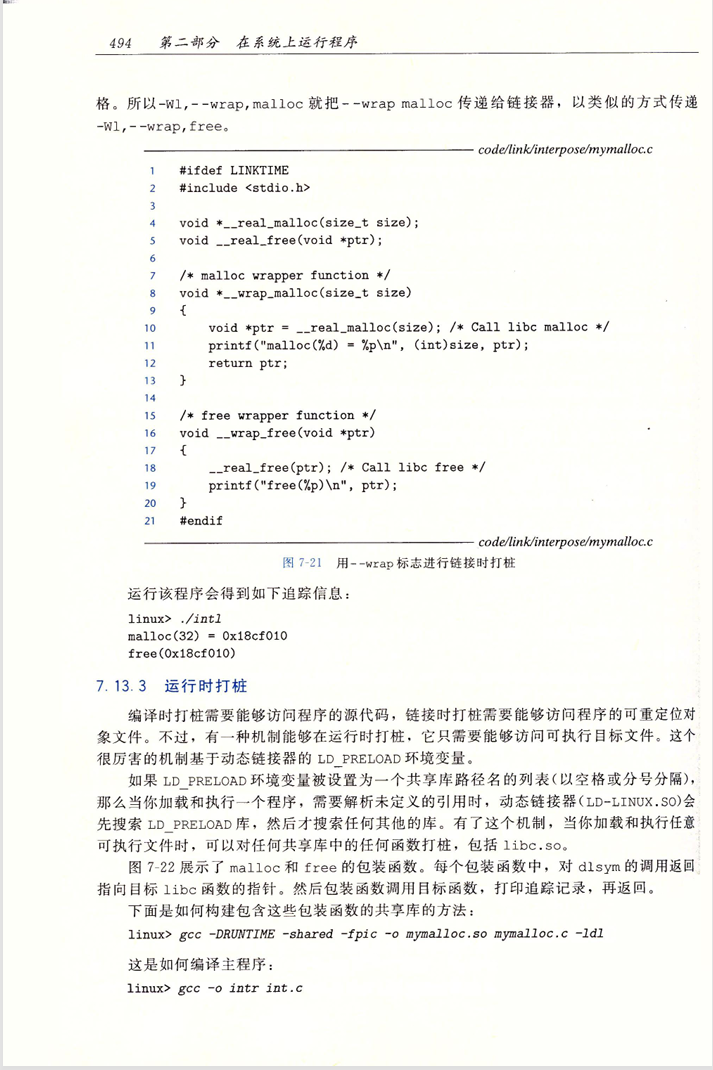 494 第二部分 在系统上运行程序
格。所以-Wl,--wrap,malloc 就把--wrap malloc 传递给链接器，以类似的方式传递
-Wl,--wrap,free。
code/link/interpose/mymalloc.c
1 #ifdef LINKTIME
2 #include <stdio.h>
3
4 void *__real_malloc(size_t size);
5 void __real_free(void *ptr);
6
7 /* malloc wrapper function */
8 void *__wrap_malloc(size_t size)
9 {
10     void *ptr = __real_malloc(size); /* Call libc malloc */
11     printf("malloc(%d) = %p\n", (int)size, ptr);
12     return ptr;
13 }
14
15 /* free wrapper function */
16 void __wrap_free(void *ptr)
17 {
18     __real_free(ptr); /* Call libc free */
19     printf("free(%p)\n", ptr);
20 }
21 #endif
code/link/interpose/mymalloc.c
图 7-21 用--wrap 标志进行链接时打桩
运行该程序会得到如下追踪信息：
linux> ./intl
malloc(32) = 0x18cf010
free(0x18cf010)
7.13.3 运行时打桩
编译时打桩需要能够访问程序的源代码，链接时打桩需要能够访问程序的可重定位对
象文件。不过，有一种机制能够在运行时打桩，它只需要能够访问可执行目标文件。这个
很厉害的机制基于动态链接器的 LD_PRELOAD 环境变量。
如果 LD_PRELOAD 环境变量被设置为一个共享库路径名的列表(以空格或分号分隔)，
那么当你加载和执行一个程序，需要解析未定义的引用时，动态链接器(LD-LINUX.SO)会
先搜索 LD_PRELOAD 库，然后才搜索任何其他的库。有了这个机制，当你加载和执行任意
可执行文件时，可以对任何共享库中的任何函数打桩，包括 libc.so。
图 7-22 展示了 malloc 和 free 的包装函数。每个包装函数中，对 dlsym 的调用返回
指向目标 libc 函数的指针。然后包装函数调用目标函数，打印追踪记录，再返回。
下面是如何构建包含这些包装函数的共享库的方法：
linux> gcc -DRUNTIME -shared -fpic -o mymalloc.so mymalloc.c -ldl
这是如何编译主程序：
linux> gcc -o intr int.c